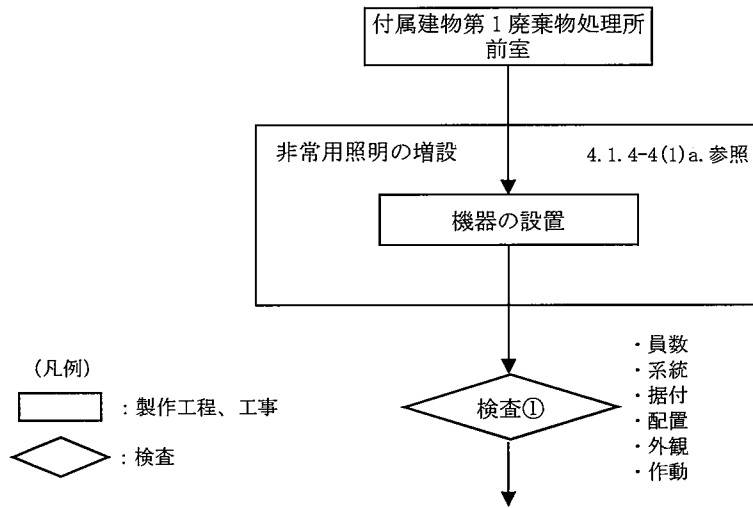 付属建物第1廃棄物処理所
前室
非常用照明の増設
4.1.4-4(1)a.参照
機器の設置
・員数
・系統
・据付
・配置
・外観
・作動
検査①
(凡例)
：製作工程、工事
：検査